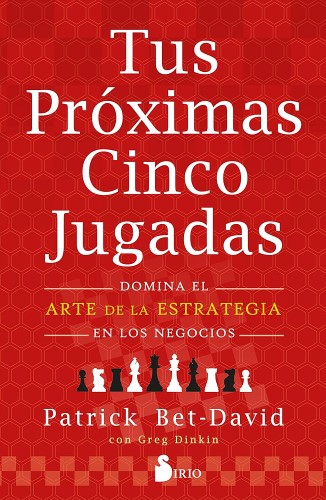 Tus
Próximas
Cinco
Jugadas
DOMINA EL
ARTE DE LA ESTRATEGIA
EN LOS NEGOCIOS
Patrick Bet-David
con Greg Dinkin
SIRIO